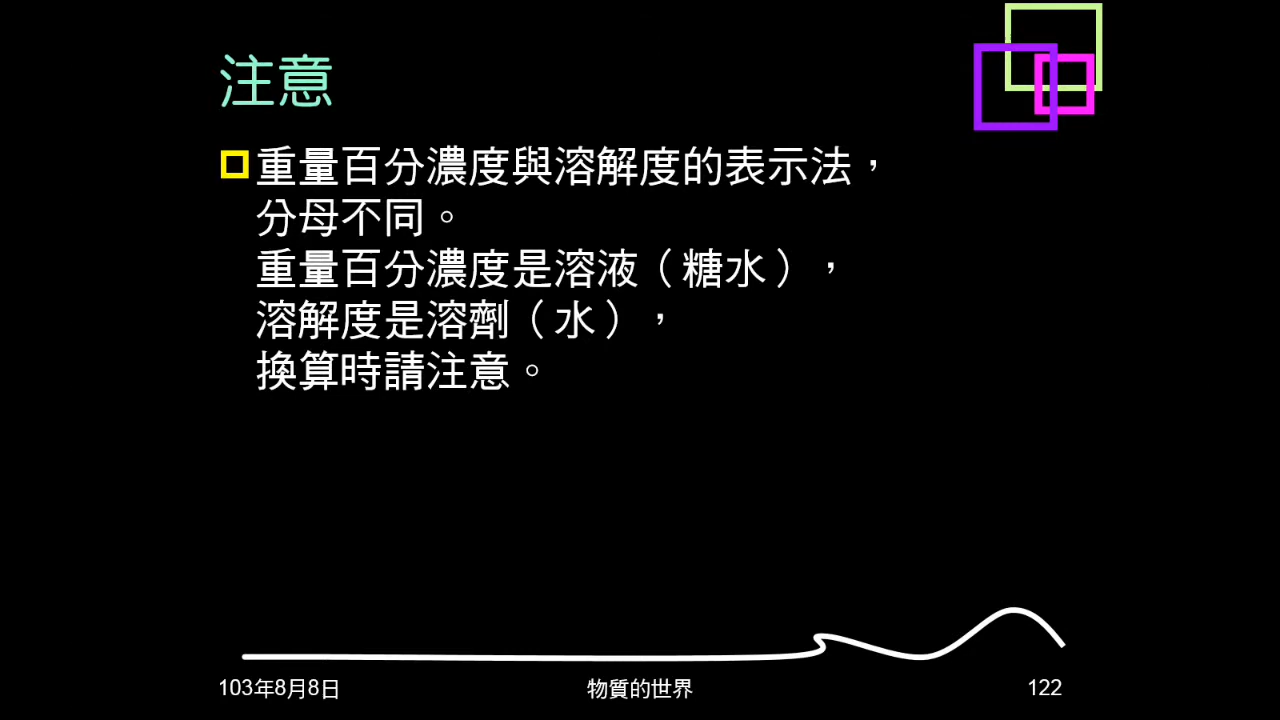 注意
重量百分濃度與溶解度的表示法，
分母不同。
重量百分濃度是溶液（糖水），
溶解度是溶劑（水），
換算時請注意。
103年8月8日
物質的世界
122